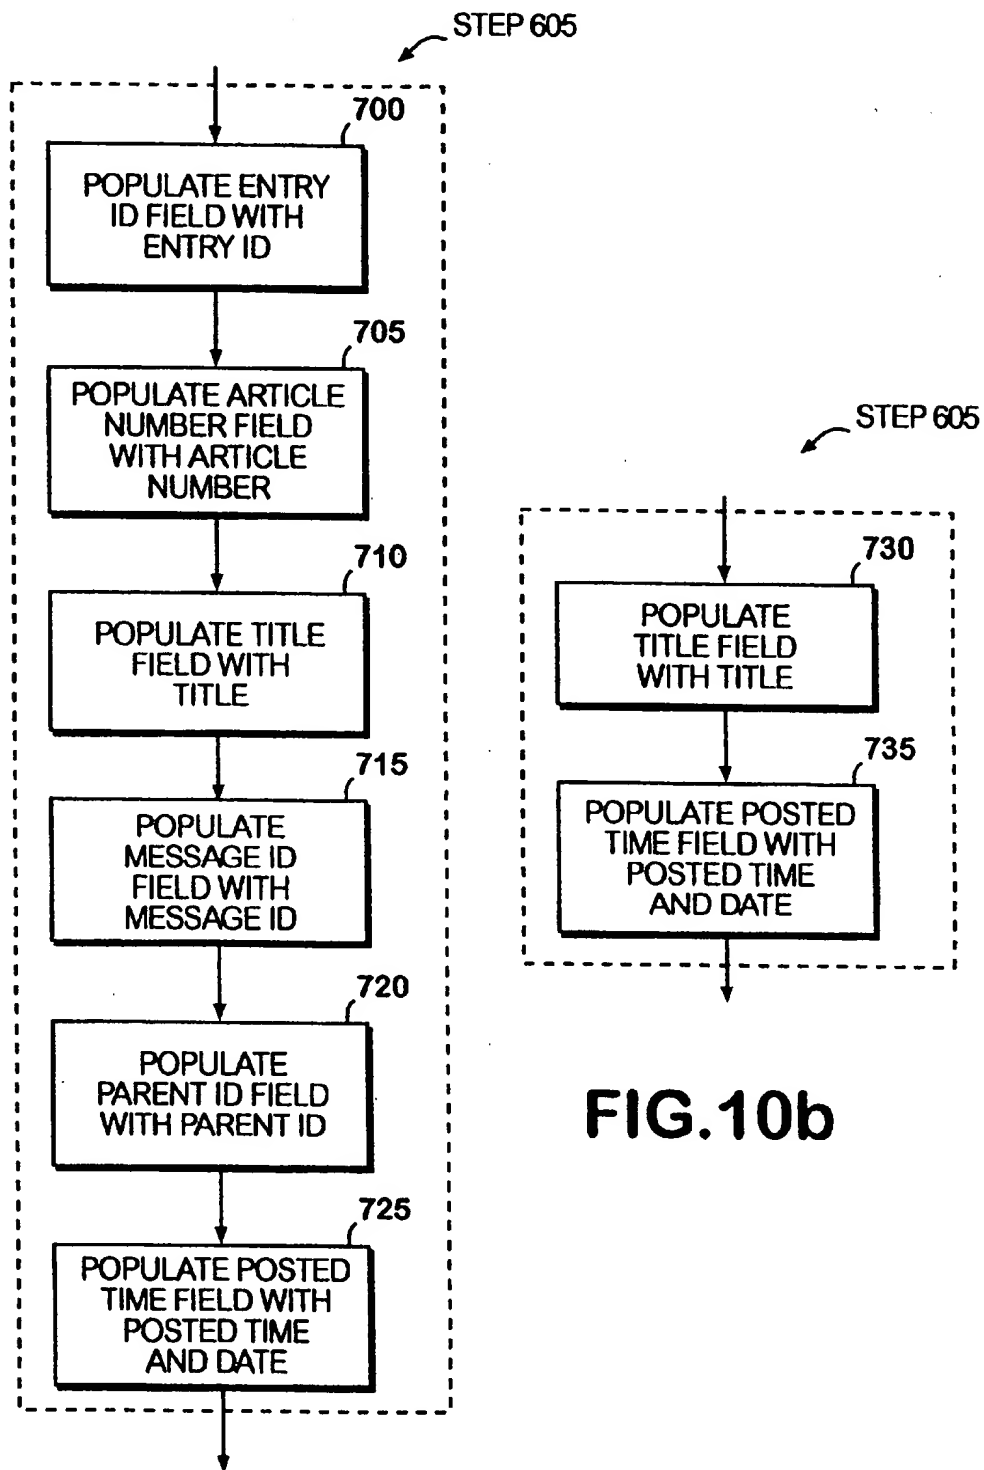 STEP 605
700
POPULATE ENTRY
ID FIELD WITH
ENTRY ID
705
POPULATE ARTICLE
NUMBER FIELD
WITH ARTICLE
NUMBER
710
POPULATE TITLE
FIELD WITH
TITLE
715
POPULATE
MESSAGE ID
FIELD WITH
MESSAGE ID
720
POPULATE
PARENT ID FIELD
WITH PARENT ID
725
POPULATE POSTED
TIME FIELD WITH
POSTED TIME
AND DATE
STEP 605
730
POPULATE
TITLE FIELD
WITH TITLE
735
POPULATE POSTED
TIME FIELD WITH
POSTED TIME
AND DATE
FIG.10b